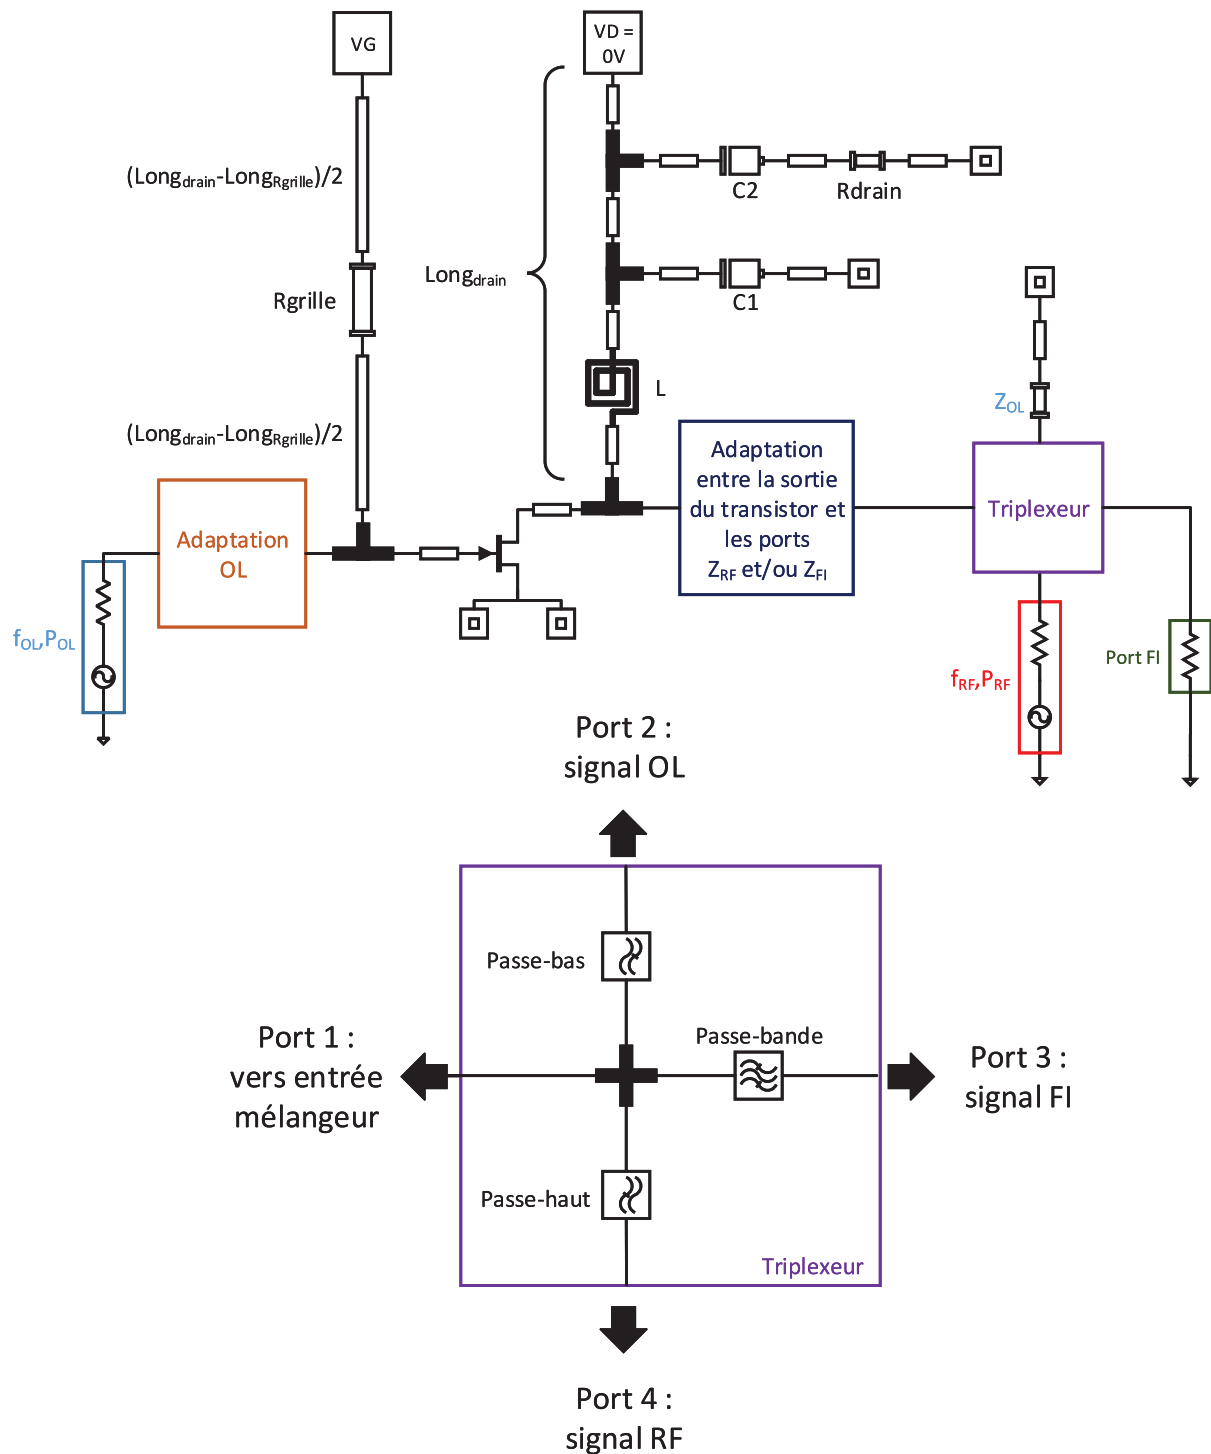 VG
VD =
0V
(Longdrain-LongRgrille)/2
C2
Rdrain
Longdrain
Rgrille
C1
L
ZOL
(Longdrain-LongRgrille)/2
Adaptation
OL
Adaptation
entre la sortie
du transistor et
les ports
ZRF et/ou ZFI
Triplexeur
fOL,POL
fRF,PRF
Port FI
Port 2 :
signal OL
Passe-bas
Passe-bande
Port 1 :
vers entrée
mélangeur
Port 3 :
signal FI
Passe-haut
Triplexeur
Port 4 :
signal RF